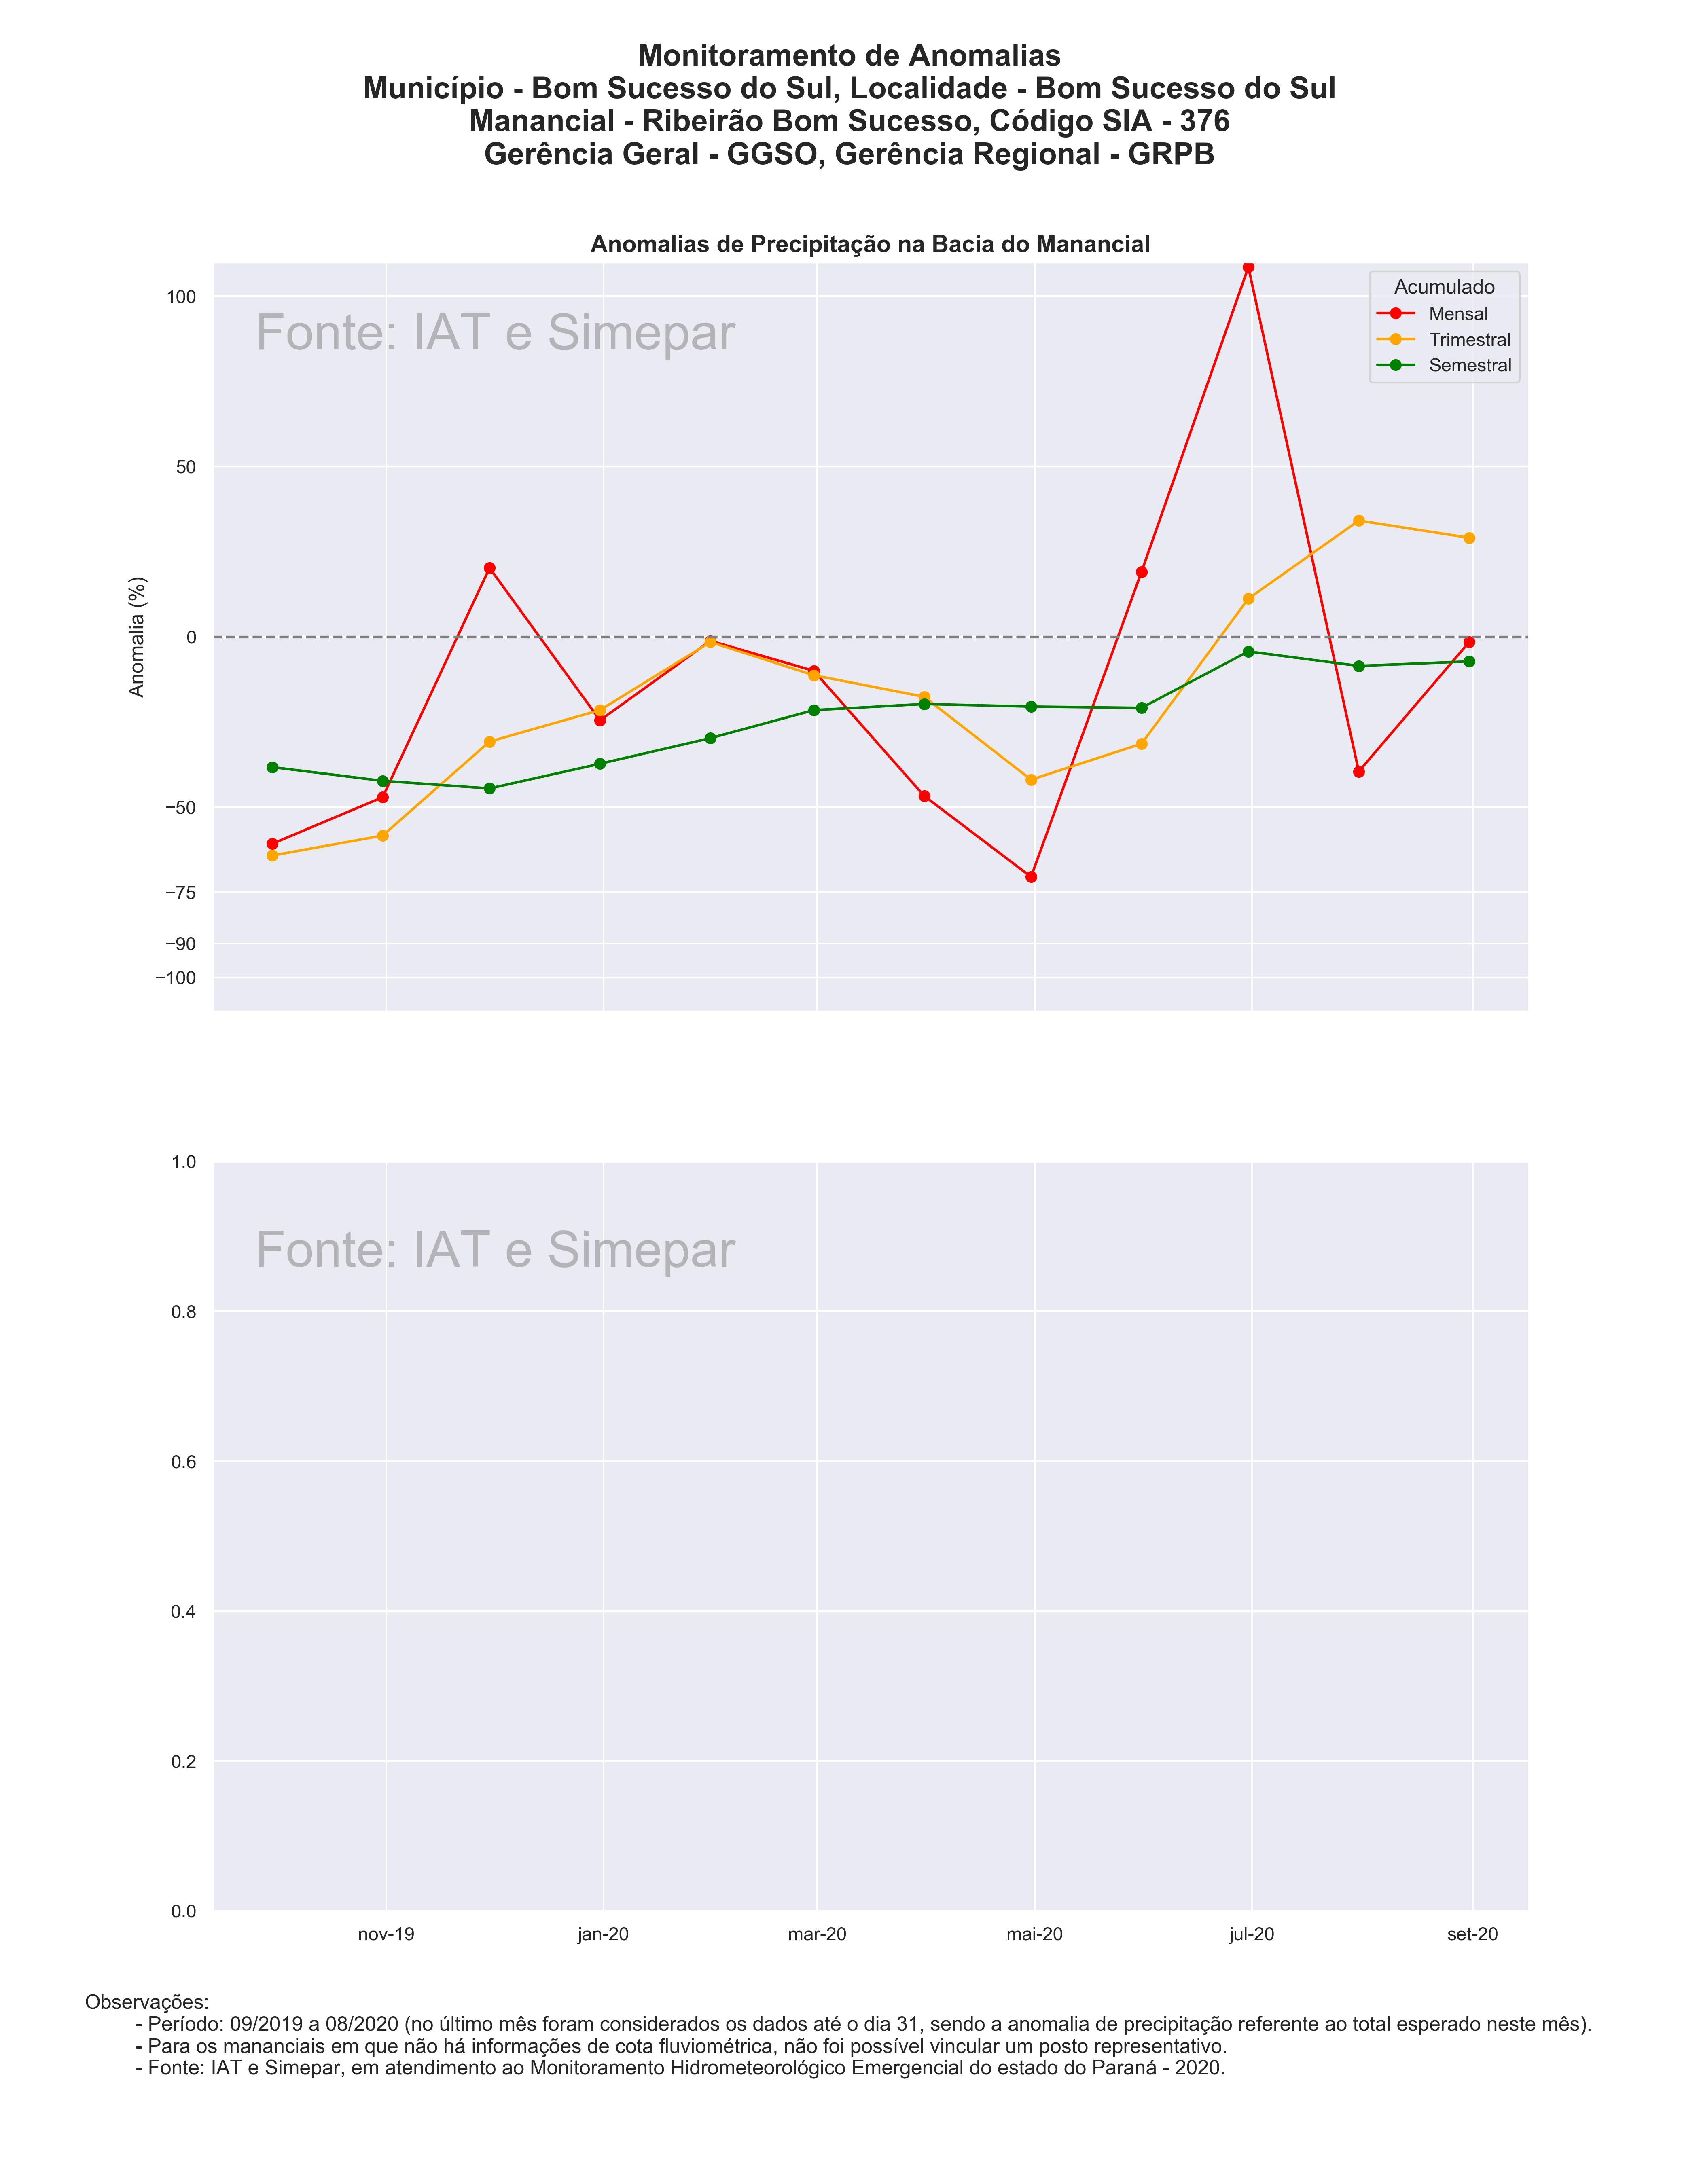 Monitoramento de Anomalias
Município - Bom Sucesso do Sul, Localidade - Bom Sucesso do Sul
Manancial - Ribeirão Bom Sucesso, Código SIA - 376
Gerência Geral - GGSO, Gerência Regional - GRPB
Anomalias de Precipitação na Bacia do Manancial
Fonte: IAT e Simepar
Acumulado
Mensal
Trimestral
Semestral
Anomalia (%)
100
50
0
−50
−75
−90
−100
Fonte: IAT e Simepar
1.0
0.8
0.6
0.4
0.2
0.0
nov-19 jan-20 mar-20 mai-20 jul-20 set-20
Observações:
- Período: 09/2019 a 08/2020 (no último mês foram considerados os dados até o dia 31, sendo a anomalia de precipitação referente ao total esperado neste mês).
- Para os mananciais em que não há informações de cota fluviométrica, não foi possível vincular um posto representativo.
- Fonte: IAT e Simepar, em atendimento ao Monitoramento Hidrometeorológico Emergencial do estado do Paraná - 2020.